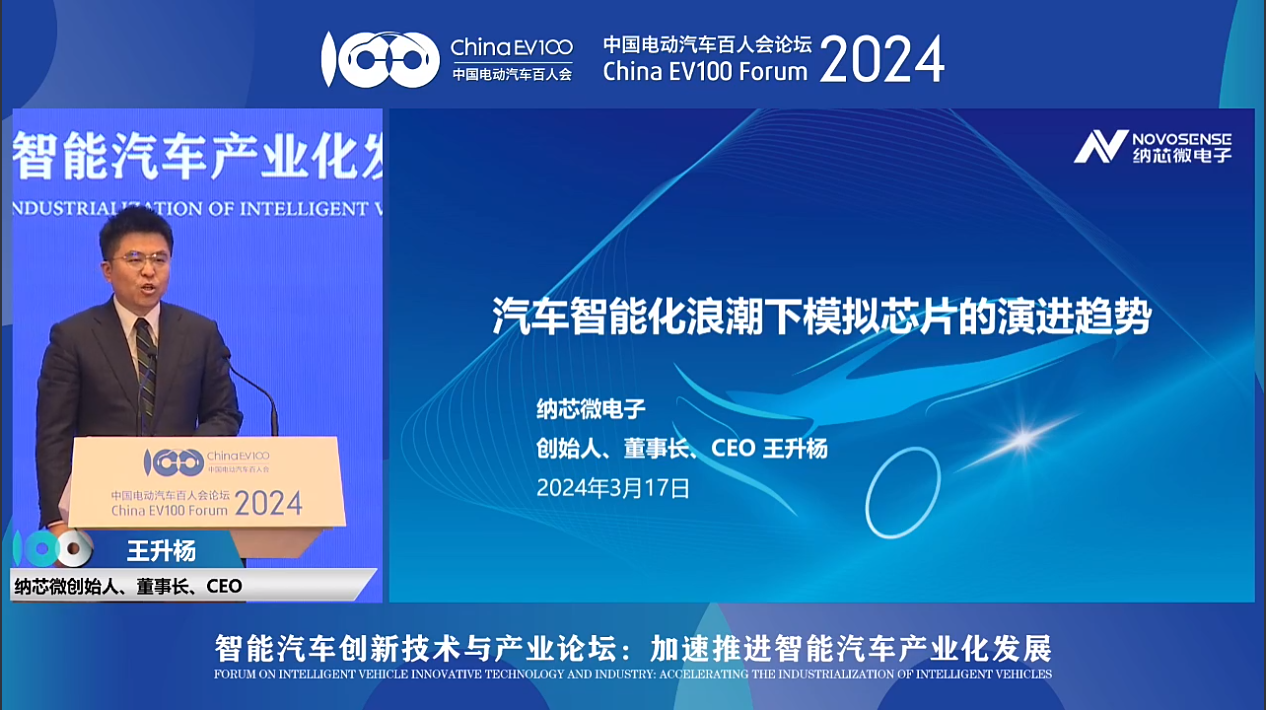 China EV100
中国电动汽车百人会
中国电动汽车百人会论坛
China EV100 Forum
2024
智能汽车产业化发
NDUSTRIALIZATION OF INTELLIGENT V
NOVOSENSE
纳芯微电子
汽车智能化浪潮下模拟芯片的演进趋势
纳芯微电子
创始人、董事长、CEO 王升杨
2024年3月17日
China EV100
中国电动汽车百人会
中国电动汽车百人会论坛
China EV100 Forum
2024
王升杨
纳芯微创始人、董事长、CEO
智能汽车创新技术与产业论坛：加速推进智能汽车产业化发展
FORUM ON INTELLIGENT VEHICLE INNOVATIVE TECHNOLOGY AND INDUSTRY: ACCELERATING THE INDUSTRIALIZATION OF INTELLIGENT VEHICLES